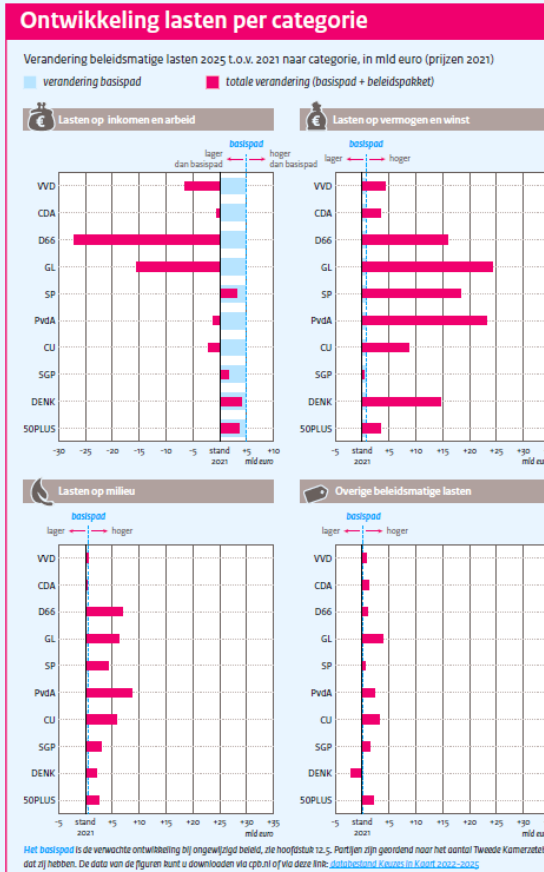 Ontwikkeling lasten per categorie
Verandering beleidsmatige lasten 2025 t.o.v. 2021 naar categorie, in mld euro (prijzen 2021)
verandering basispad
totale verandering (basispad + beleidspakket)
Lasten op inkomen en arbeid
basispad
lager
dan basispad
hoger
dan basispad
VVD
CDA
D66
GL
SP
PvdA
CU
SGP
DENK
50PLUS
-30 -25 -20 -15 -10 -5 stand +5 +10
2021 mld euro
Lasten op vermogen en winst
basispad
lager hoger
VVD
CDA
D66
GL
SP
PvdA
CU
SGP
DENK
50PLUS
-5 stand +5 +10 +15 +20 +25 +30
2021 mld euro
Lasten op milieu
basispad
lager hoger
VVD
CDA
D66
GL
SP
PvdA
CU
SGP
DENK
50PLUS
-5 stand +5 +10 +15 +20 +25 +30 +35
2021 mld euro
Overige beleidsmatige lasten
basispad
lager hoger
VVD
CDA
D66
GL
SP
PvdA
CU
SGP
DENK
50PLUS
-5 stand +5 +10 +15 +20 +25 +30
2021 mld euro
Het basispad is de verwachte ontwikkeling bij ongewijzigd beleid, zie hoofdstuk 12.5. Partijen zijn geordend naar het aantal Tweede Kamerzetel
dat zij hebben. De data van de figuren kunt u downloaden via cpb.nl of via deze link: databestand Keuzes in Kaart 2022-2025